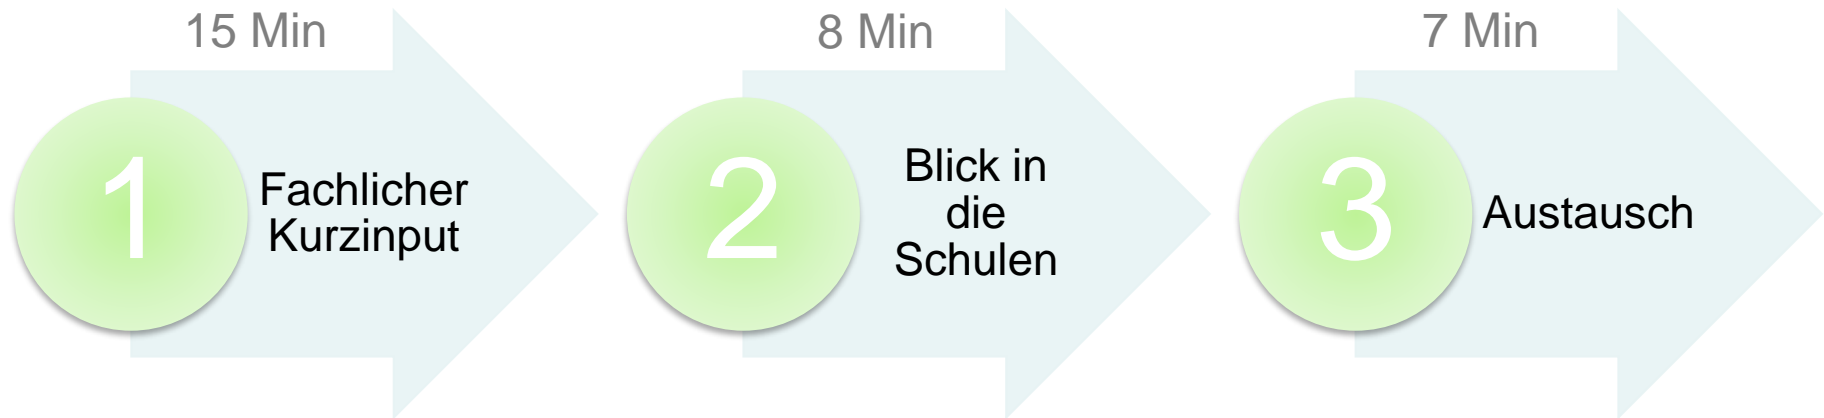 15 Min
1
Fachlicher
Kurzinput
8 Min
2
Blick in
die
Schulen
7 Min
3
Austausch